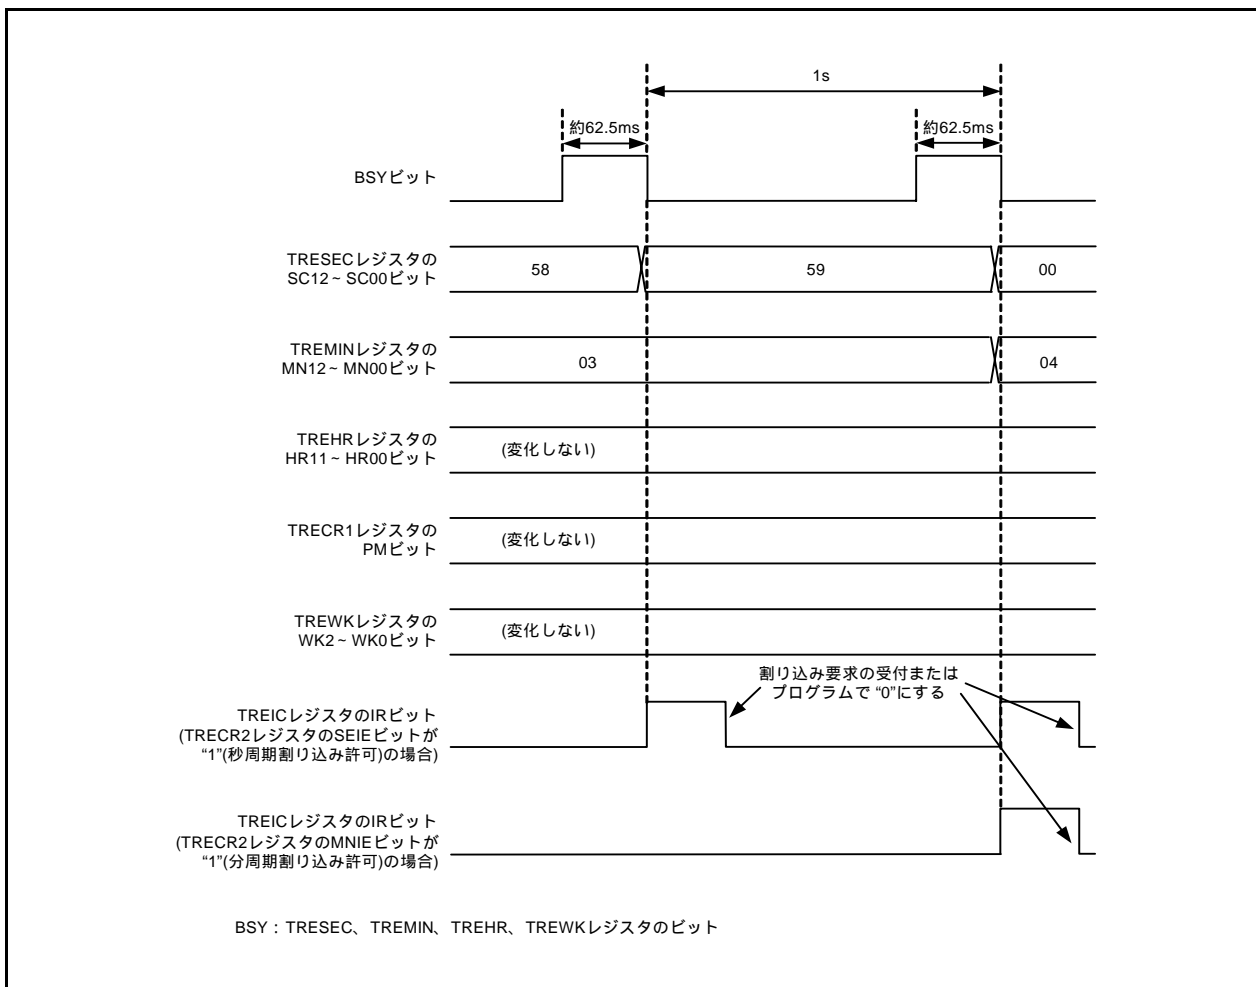 1s
約62.5ms
約62.5ms
BSYビット
TRESECレジスタの
SC12~SC00ビット
58
59
00
TREMINレジスタの
MN12~MN00ビット
03
04
TREHRレジスタの
HR11~HR00ビット
(変化しない)
TRECR1レジスタの
PMビット
(変化しない)
TREWKレジスタの
WK2~WK0ビット
(変化しない)
割り込み要求の受付または
プログラムで “0”にする
TREICレジスタのIRビット
(TRECR2レジスタのSEIEビットが
“1”(秒周期割り込み許可)の場合)
TREICレジスタのIRビット
(TRECR2レジスタのMNIEビットが
“1”(分周期割り込み許可)の場合)
BSY：TRESEC、TREMIN、TREHR、TREWKレジスタのビット